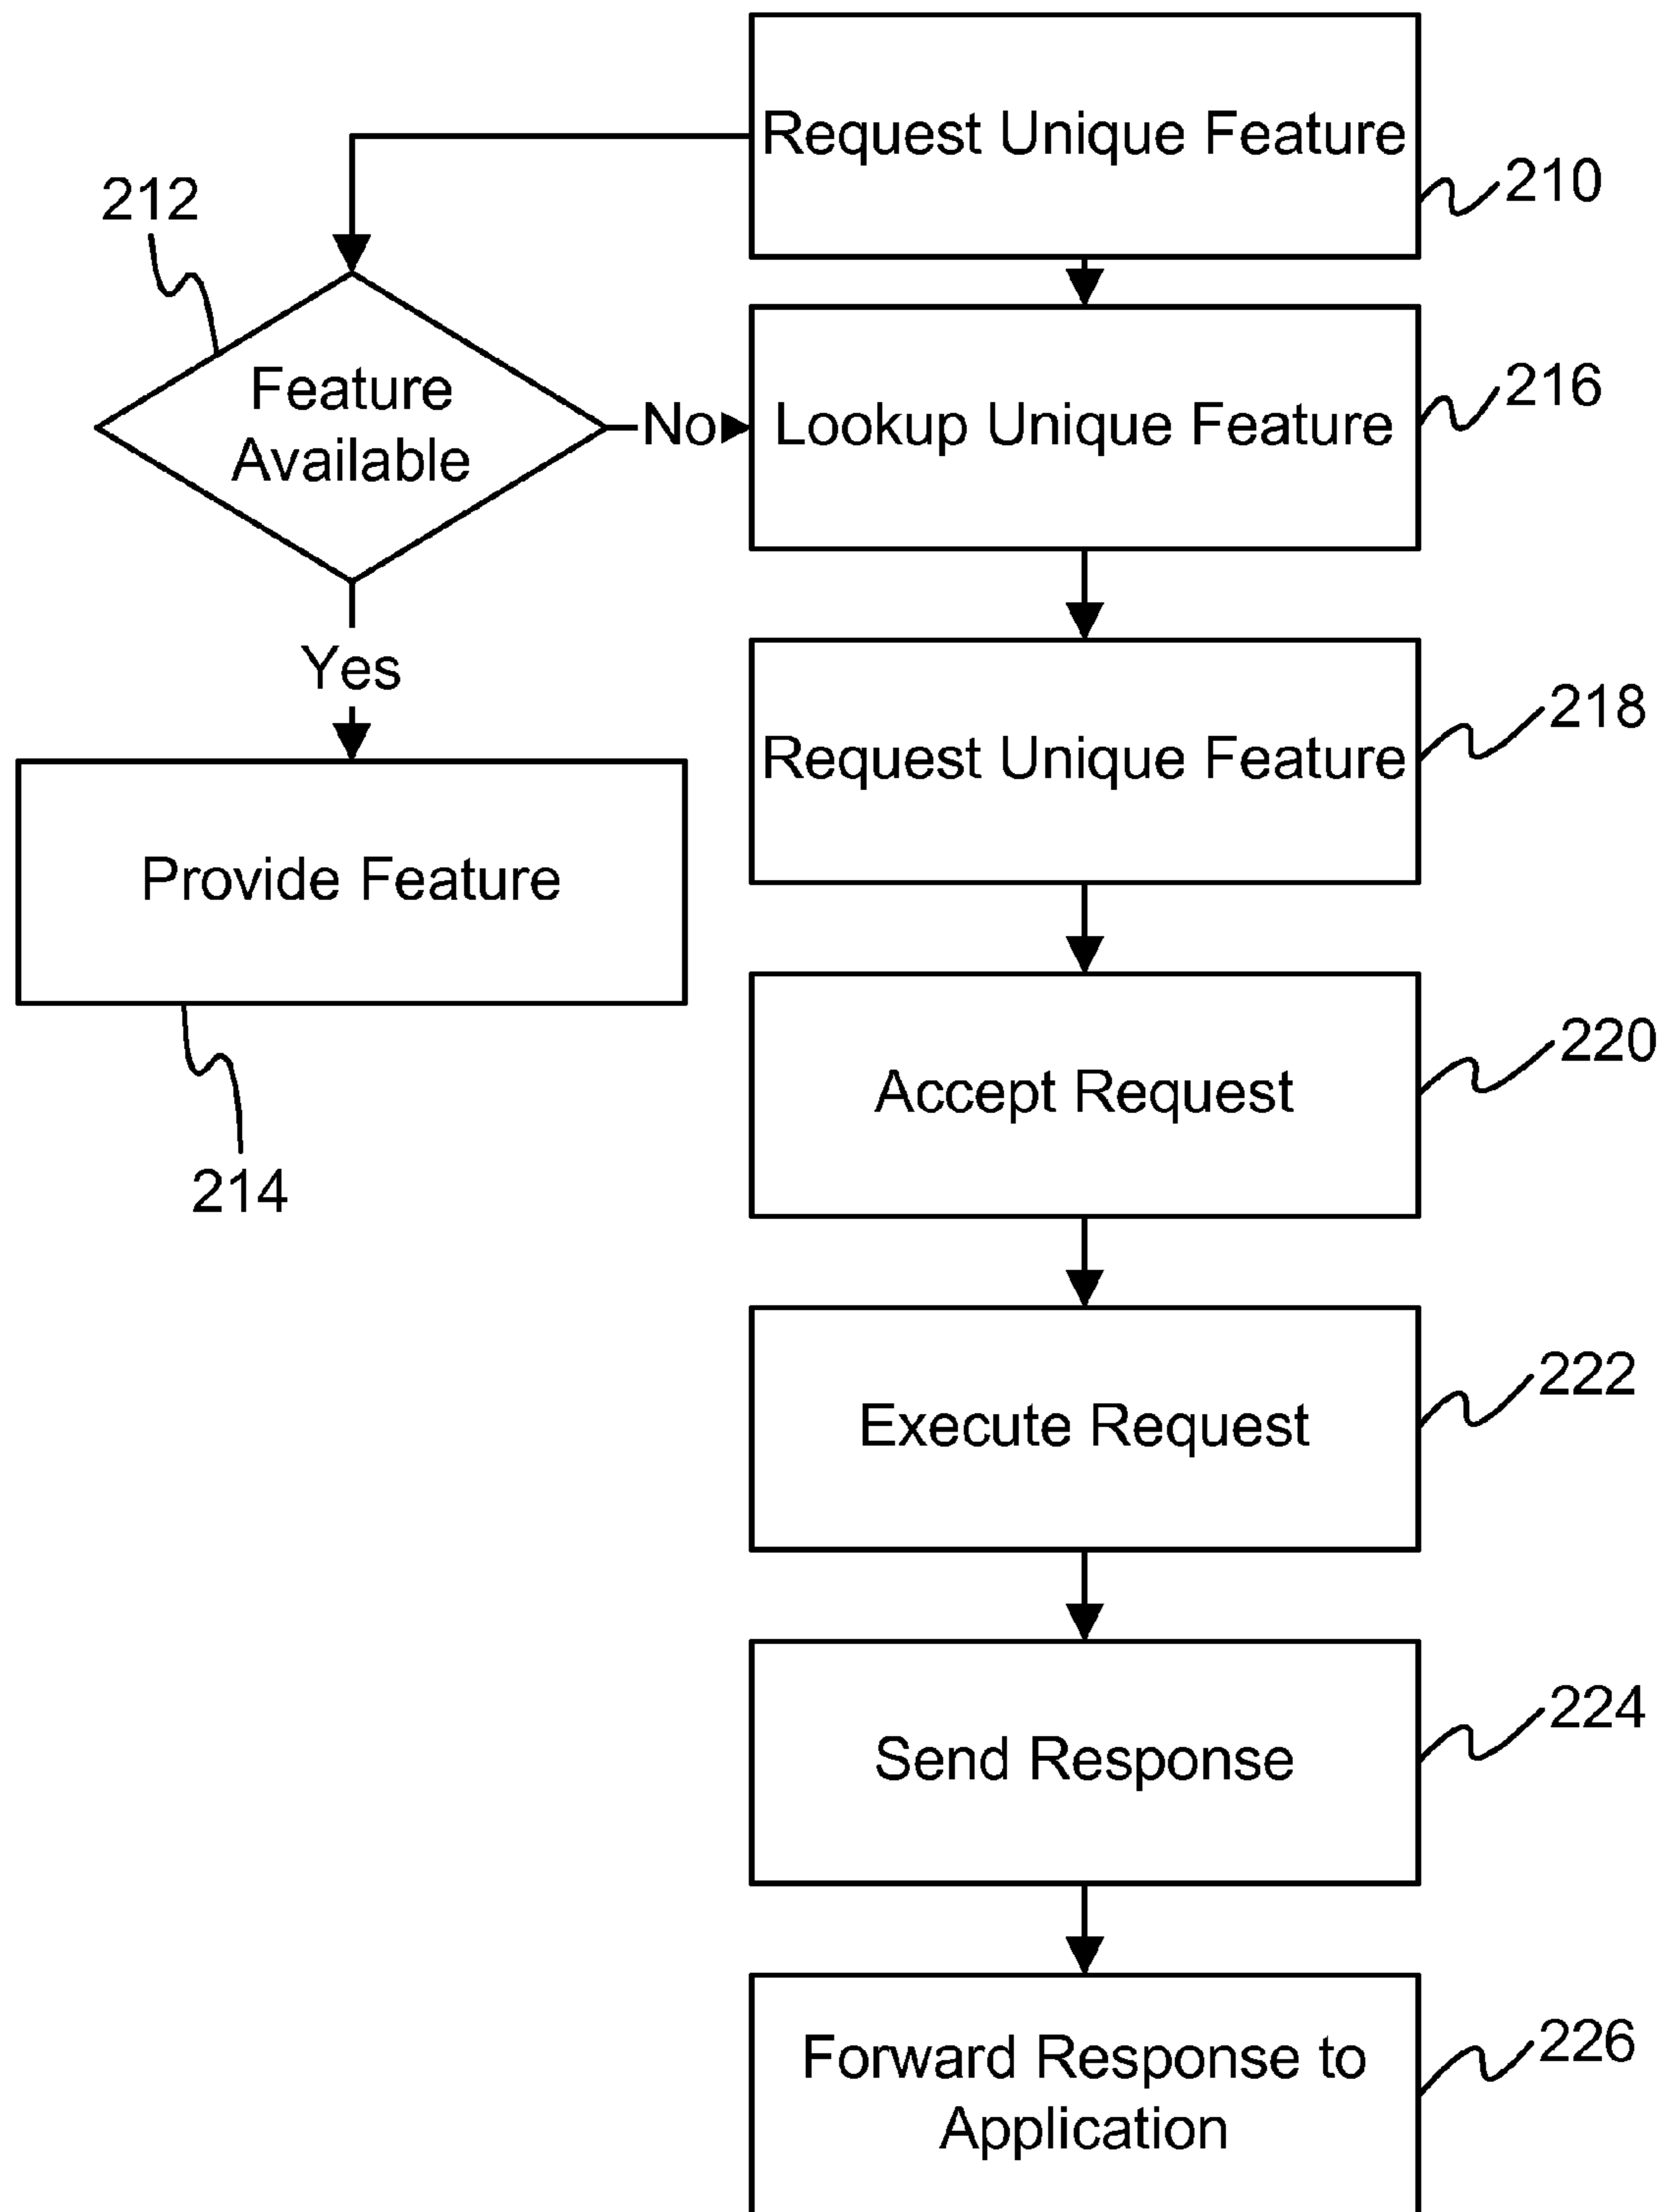 Request Unique Feature
210
212
Feature
Available
No
Lookup Unique Feature
216
Yes
Request Unique Feature
218
Provide Feature
214
Accept Request
220
Execute Request
222
Send Response
224
Forward Response to
Application
226